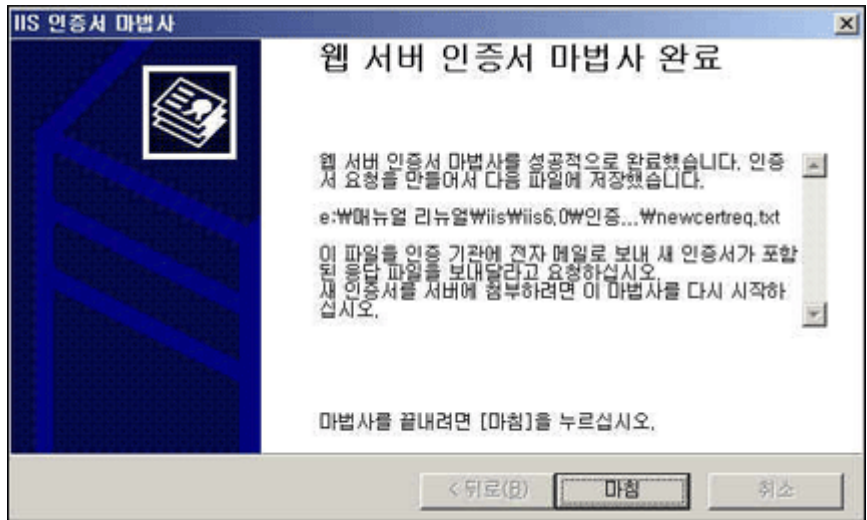 IIS 인증서 마법사
웹 서버 인증서 마법사 완료
웹 서버 인증서 마법사를 성공적으로 완료했습니다. 인증
서 요청을 만들어서 다음 파일에 저장했습니다.
e:₩매뉴얼 리뉴얼₩iis₩iis6.0₩인증...₩newcertreq.txt
이 파일을 인증 기관에 전자 메일로 보내 새 인증서가 포함
된 응답 파일을 보내달라고 요청하십시오.
새 인증서를 서버에 첨부하려면 이 마법사를 다시 시작하
십시오.
마법사를 끝내려면 [마침]을 누르십시오.
< 뒤로(B)
마침
취소